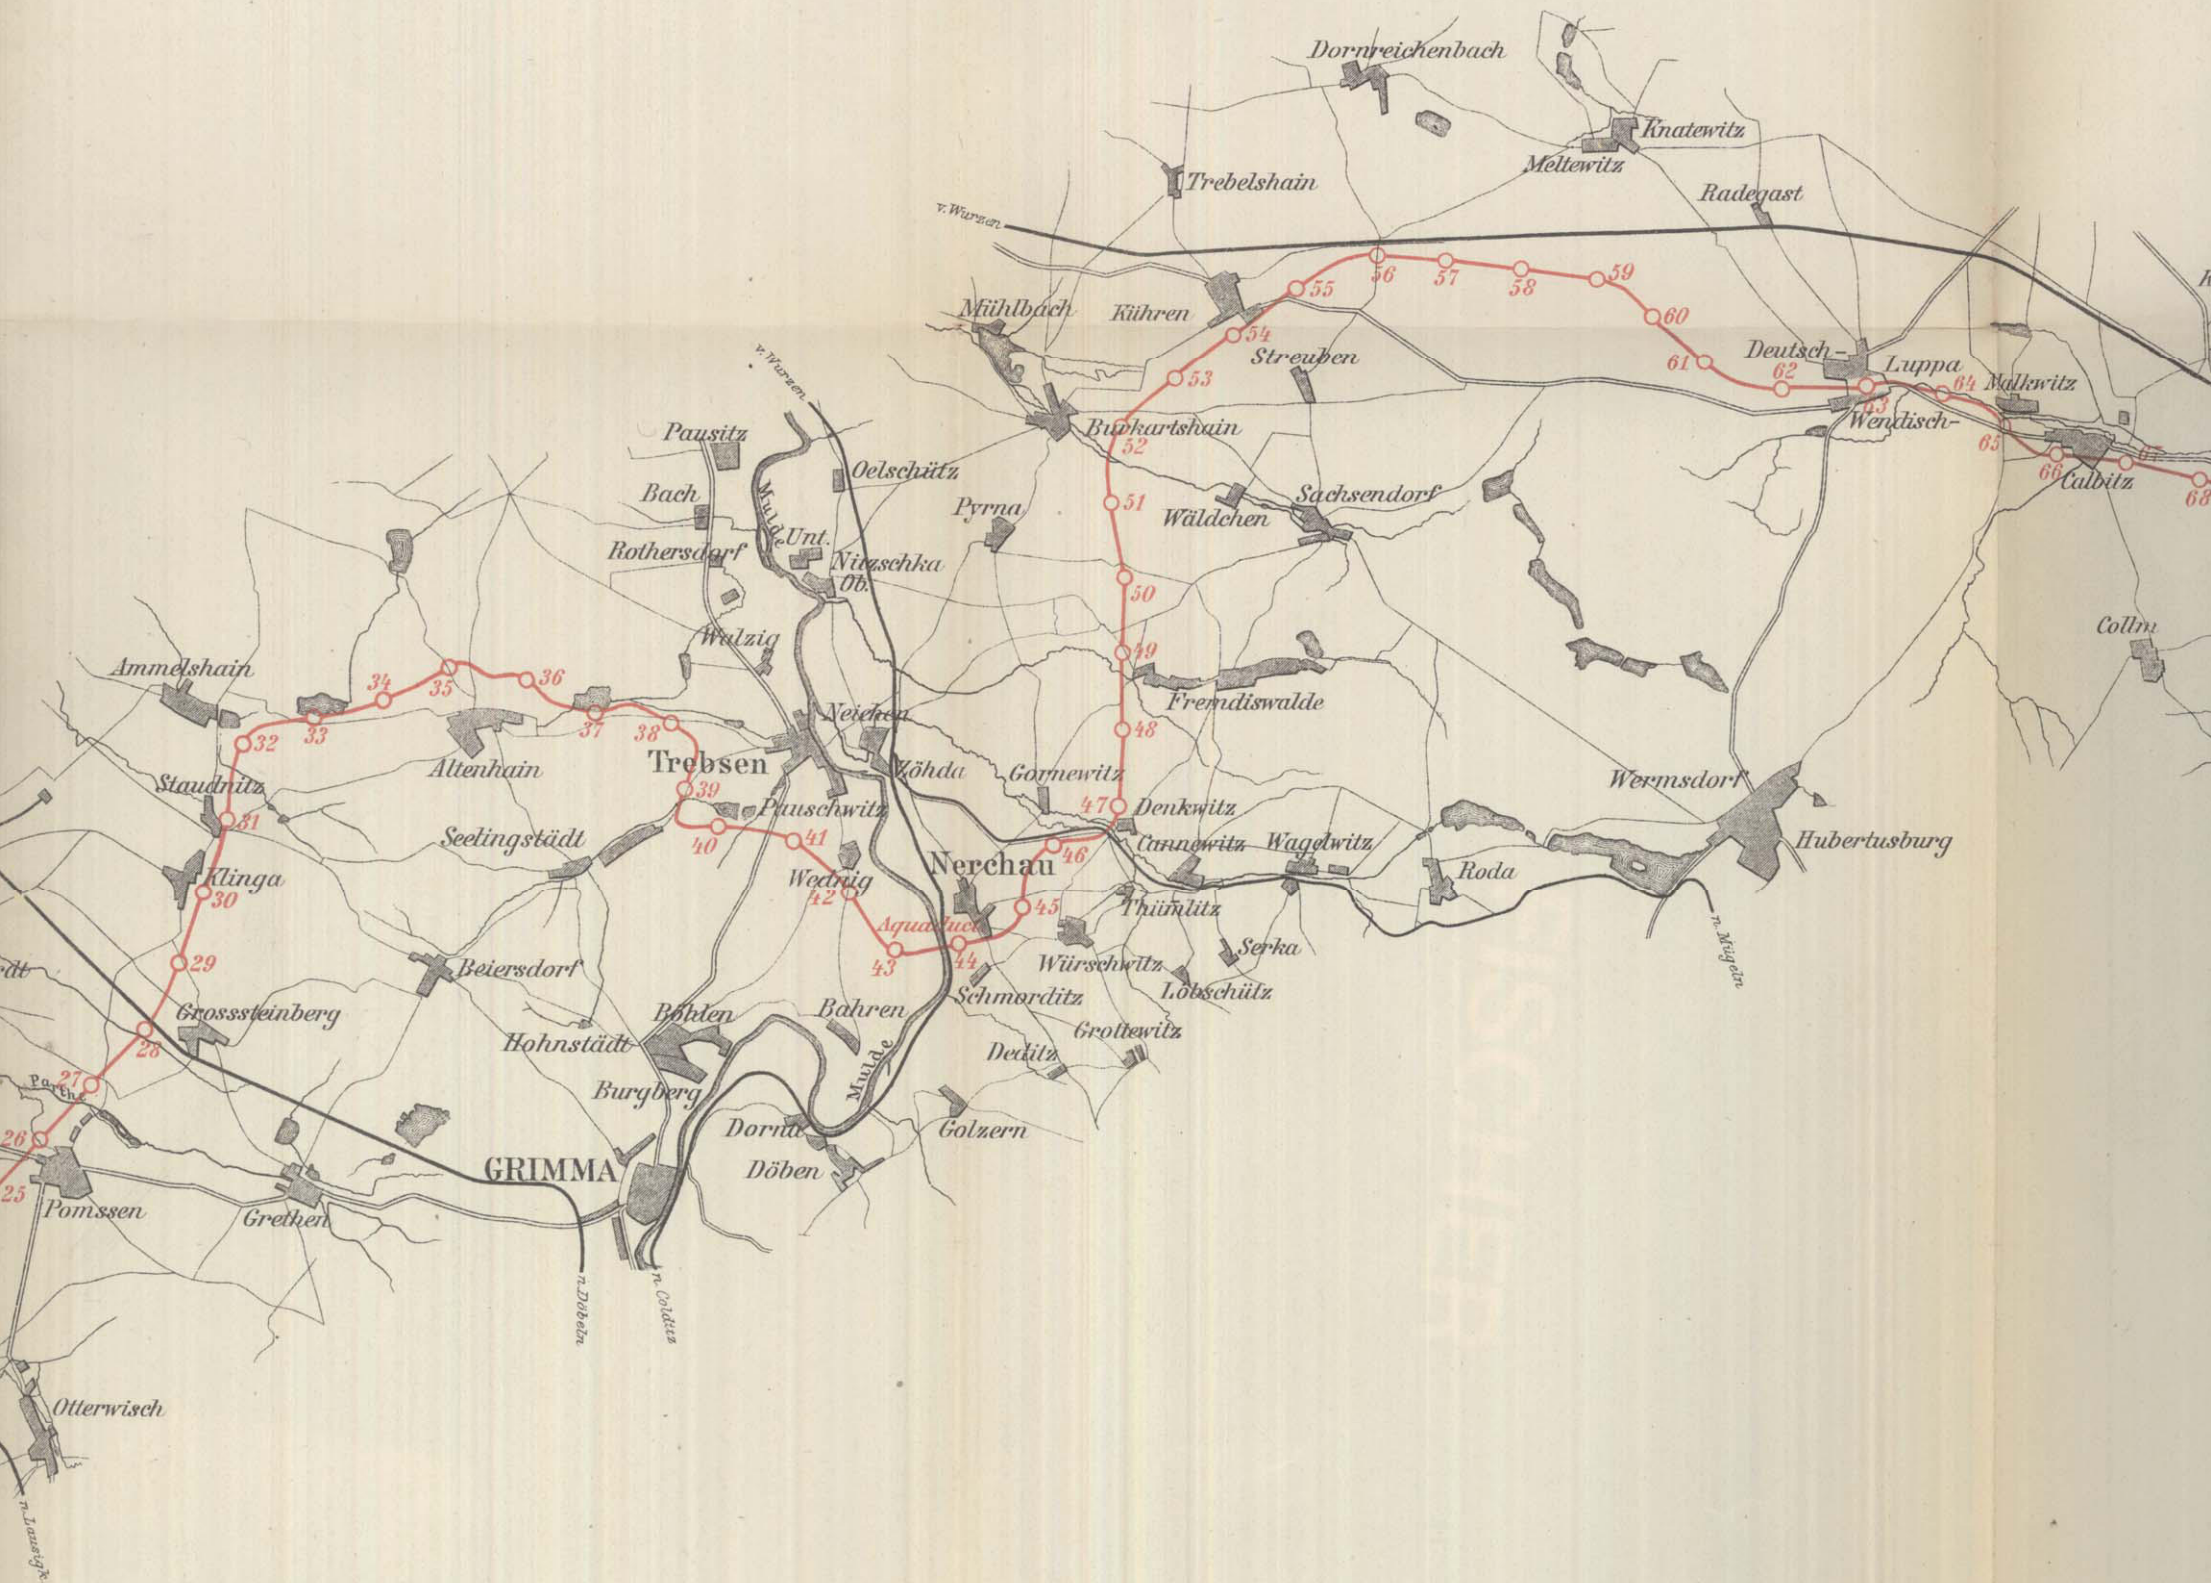 Dornreichenbach
Knatewitz
Meltewitz
Trebelshain
Radegast
v. Wurzen
56
57
58
59
55
Mühlbach
Kühren
54
60
Streuben
Deutsch-
61
62
Luppa
64
Malkwitz
53
63
v. Wurzen
Burkartshain
52
Wendisch-
Pausitz
65
66
67
Calbitz
68
Oelschütz
Bach
Mulde
Pyrna
51
Wäldchen
Sachsendorf
Unt.
Rothersdorf
Nitzschka
Ob.
50
Walzig
Collm
49
Ammelshain
34
35
36
Fremdiswalde
32
33
37
38
Neichen
48
Trebsen
Altenhain
Zöhda
Gornewitz
Wermsdorf
Staudnitz
39
Pauschwitz
47
Denkwitz
31
Seelingstädt
40
41
Cannewitz
Wagelwitz
Hubertusburg
46
Nerchau
Klinga
Wednig
Roda
30
42
45
Thümlitz
Aquaduct
29
43
44
Serka
rdt
Beiersdorf
Würschwitz
n. Mügeln
Schmorditz
Löbschütz
Grosssteinberg
Böhlen
Bahren
28
Hohnstädt
Grottewitz
Deditz
27
Parthe
Mulde
Burgberg
26
Dorna
Golzern
GRIMMA
Döben
25
Pomssen
Grethen
n. Döbeln
n. Colditz
Otterwisch
n. Lausigk.